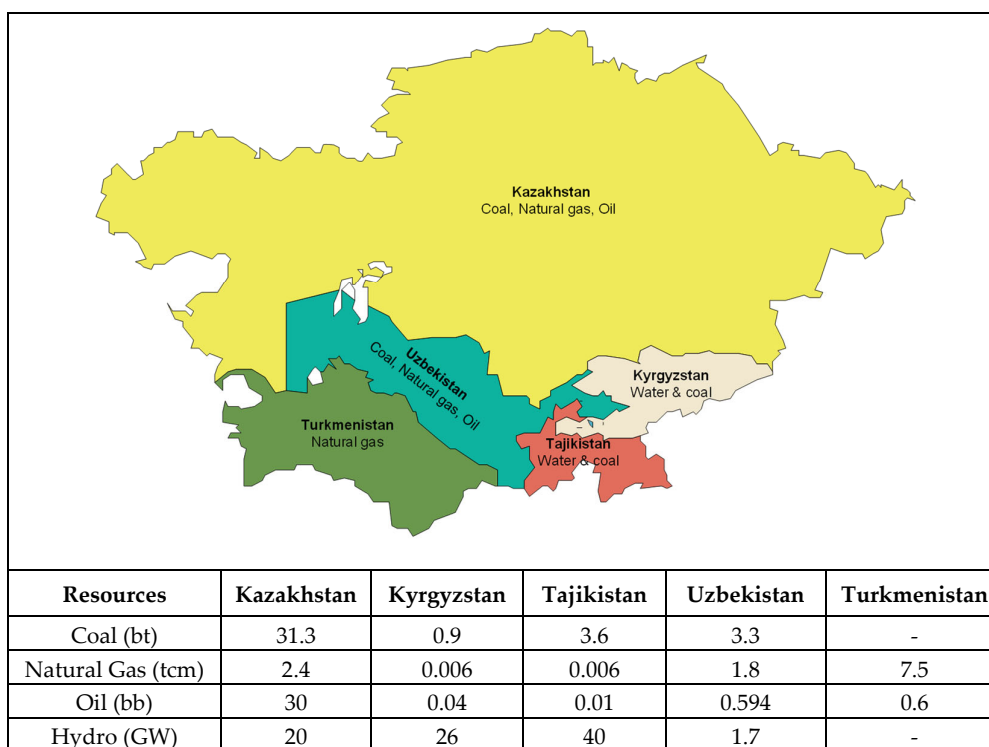 Kazakhstan
Coal, Natural gas, Oil
Uzbekistan
Coal, Natural gas, Oil
Kyrgyzstan
Water & coal
Turkmenistan
Natural gas
Tajikistan
Water & coal
Resources Kazakhstan Kyrgyzstan Tajikistan Uzbekistan Turkmenistan
Coal (bt) 31.3 0.9 3.6 3.3 -
Natural Gas (tcm) 2.4 0.006 0.006 1.8 7.5
Oil (bb) 30 0.04 0.01 0.594 0.6
Hydro (GW) 20 26 40 1.7 -